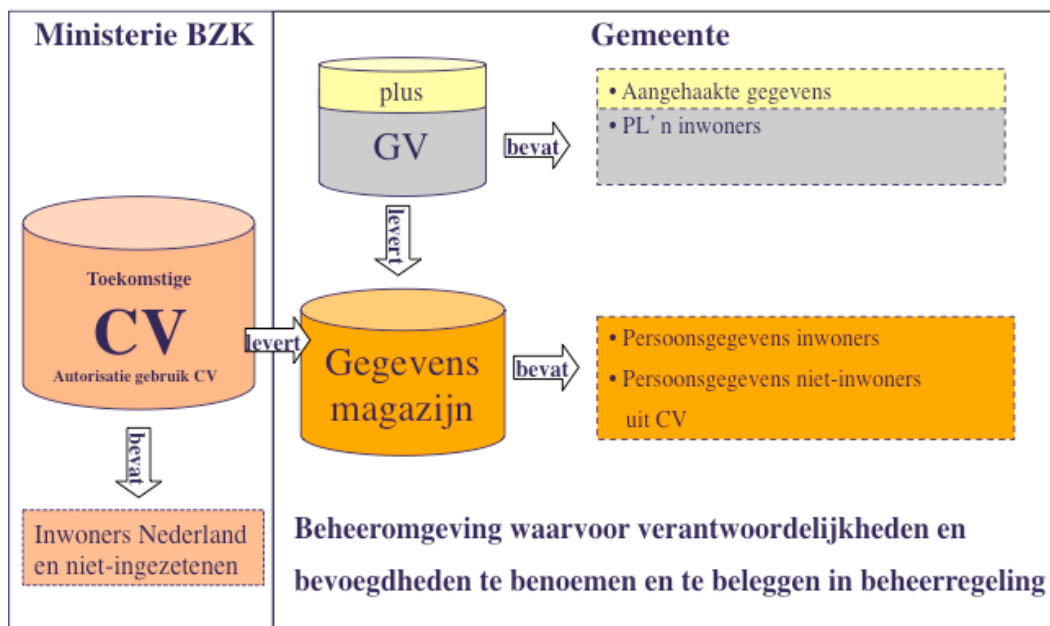 Ministerie BZK
Toekomstige
CV
Autorisatie gebruik CV
levert
bevat
Inwoners Nederland
en niet-ingezetenen
Gemeente
plus
GV
bevat
• Aangehaakte gegevens
• PL'n inwoners
levert
Gegevens
magazijn
bevat
• Persoonsgegevens inwoners
• Persoonsgegevens niet-inwoners
uit CV
Beheeromgeving waarvoor verantwoordelijkheden en
bevoegdheden te benoemen en te beleggen in beheerregeling